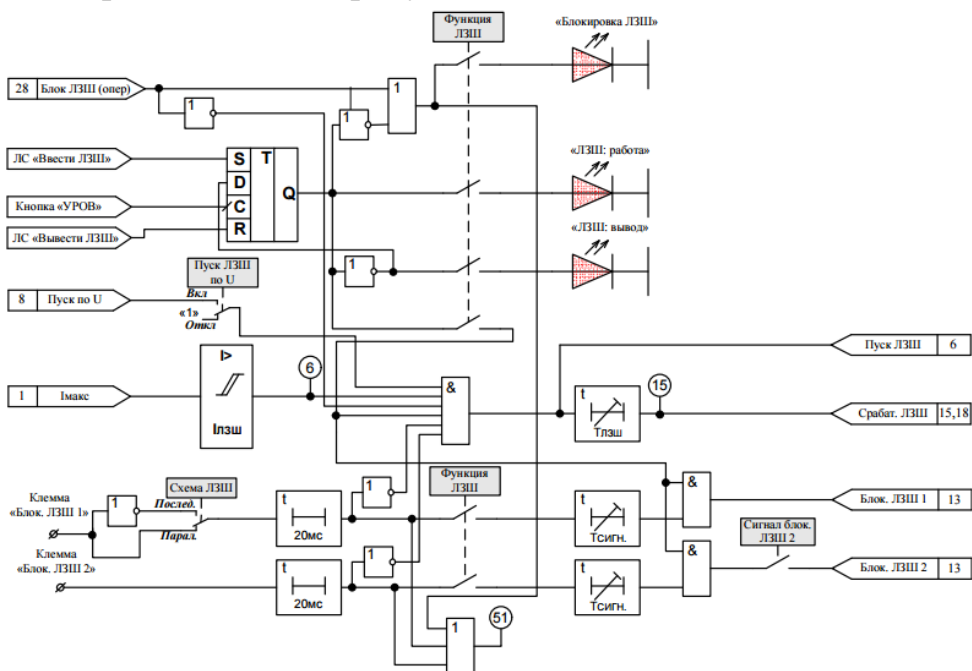 Функция
ЛЗШ
«Блокировка ЛЗШ»
28 Блок ЛЗШ (опер)
1
1
1
ЛС «Ввести ЛЗШ»
Кнопка «УРОВ»
ЛС «Вывести ЛЗШ»
S T
D
C
R
Q
«ЛЗШ: работа»
«ЛЗШ: вывод»
1
Пуск ЛЗШ
по U
8 Пуск по U
Вкл
«1»
Откл
1 Iмакс
I>
Iлзш
6
&
t
Тлзш
15
Пуск ЛЗШ 6
Срабат. ЛЗШ 15,18
Клемма
«Блок. ЛЗШ 1»
1
Схема ЛЗШ
Послед.
Парал.
t
20мс
1
Функция
ЛЗШ
t
Тсигн.
&
Блок. ЛЗШ 1 13
Клемма
«Блок. ЛЗШ 2»
t
20мс
1
t
Тсигн.
&
Сигнал блок.
ЛЗШ 2
Блок. ЛЗШ 2 13
1
51